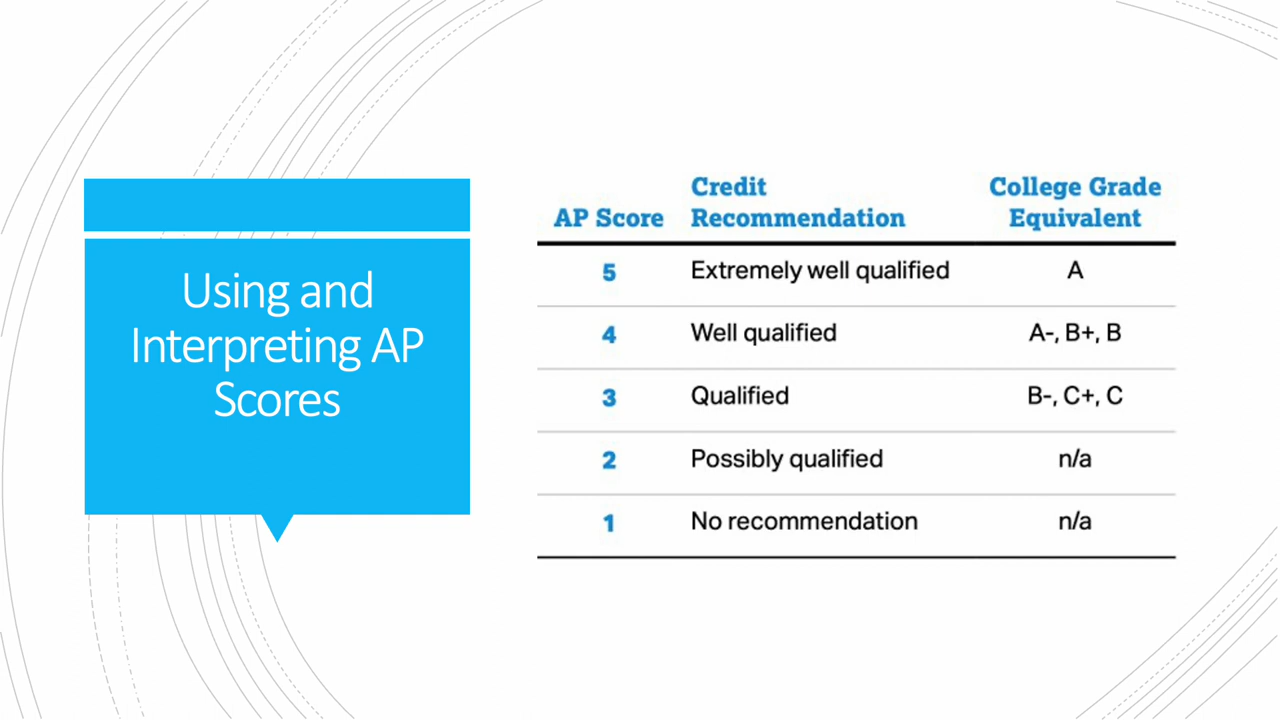 Using and
Interpreting AP
Scores
AP Score Credit Recommendation College Grade Equivalent
5 Extremely well qualified A
4 Well qualified A-, B+, B
3 Qualified B-, C+, C
2 Possibly qualified n/a
1 No recommendation n/a